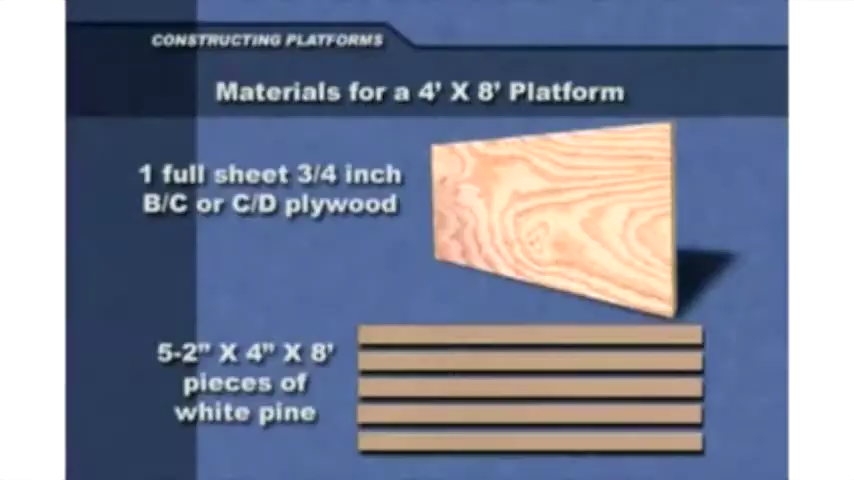 CONSTRUCTING PLATFORMS
Materials for a 4’ X 8’ Platform
1 full sheet 3/4 inch
B/C or C/D plywood
5-2” X 4” X 8’
pieces of
white pine